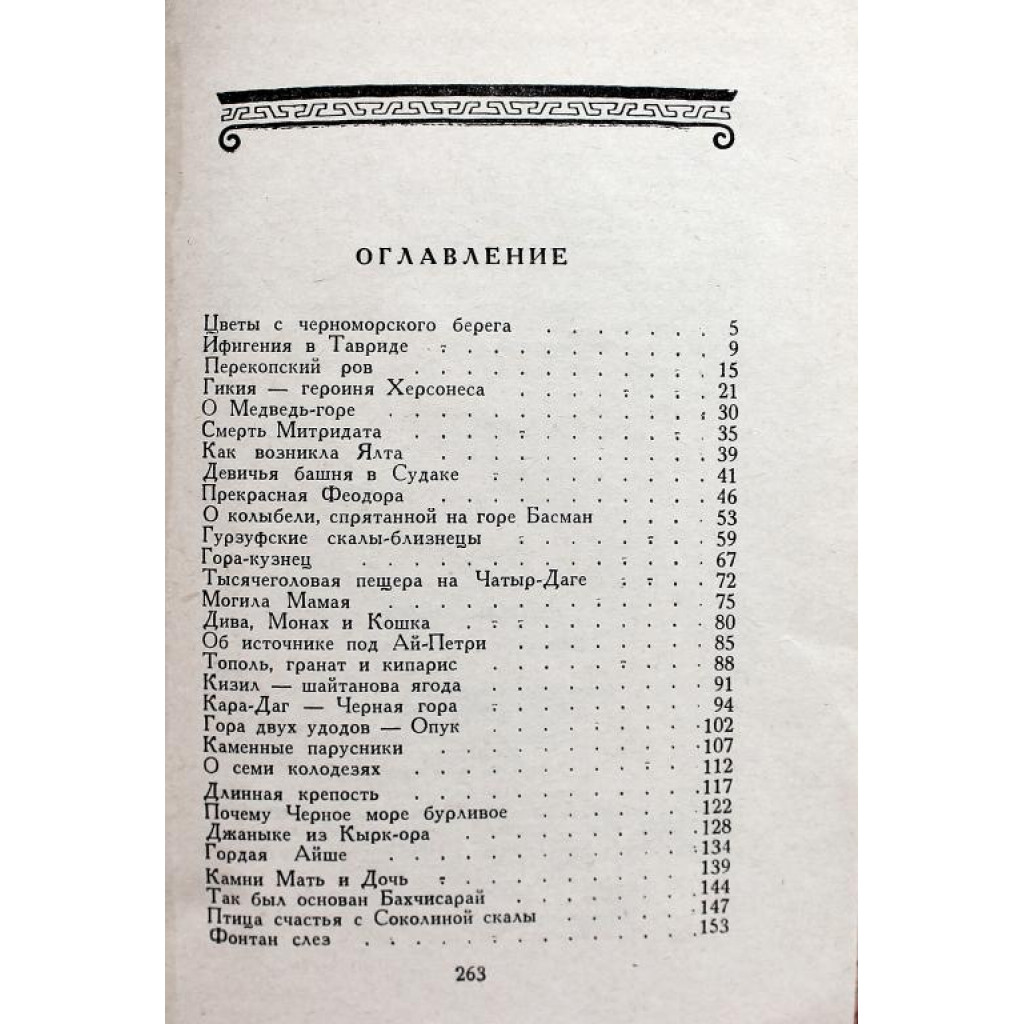 ОГЛАВЛЕНИЕ
Цветы с черноморского берега . . . . . . . 5
Ифигения в Тавриде . . . . . . . . . . . 9
Перекопский ров . . . . . . . . . . . . 15
Гикия — героиня Херсонеса . . . . . . . . 21
О Медведь-горе . . . . . . . . . . . . . 30
Смерть Митридата . . . . . . . . . . . . 35
Как возникла Ялта . . . . . . . . . . . 39
Девичья башня в Судаке . . . . . . . . . 41
Прекрасная Феодора . . . . . . . . . . . 46
О колыбели, спрятанной на горе Басман . . . . 53
Гурзуфские скалы-близнецы . . . . . . . . 59
Гора-кузнец . . . . . . . . . . . . . . 67
Тысячеголовая пещера на Чатыр-Даге . . . . 72
Могила Мамая . . . . . . . . . . . . . 75
Дива, Монах и Кошка . . . . . . . . . . 80
Об источнике под Ай-Петри . . . . . . . . 85
Тополь, гранат и кипарис . . . . . . . . . 88
Кизил — шайтанова ягода . . . . . . . . . 91
Кара-Даг — Черная гора . . . . . . . . . 94
Гора двух удодов — Опук . . . . . . . . . 102
Каменные парусники . . . . . . . . . . . 107
О семи колодезях . . . . . . . . . . . . 112
Длинная крепость . . . . . . . . . . . . 117
Почему Черное море бурливое . . . . . . . 122
Джаныке из Кырк-ора . . . . . . . . . . 128
Гордая Айше . . . . . . . . . . . . . 134
Камни Мать и Дочь . . . . . . . . . . . 139
Так был основан Бахчисарай . . . . . . . . 144
Птица счастья с Соколиной скалы . . . . . . 147
Фонтан слез . . . . . . . . . . . . . 153
263